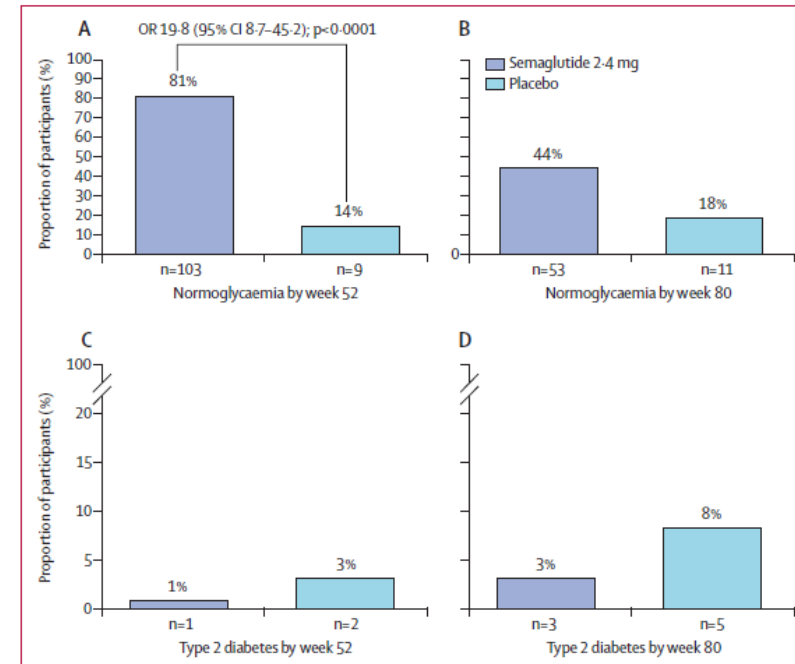 A
OR 19·8 (95% CI 8·7–45·2); p<0·0001
Proportion of participants (%)
100
90
80
70
60
50
40
30
20
10
0
81%
14%
n=103
n=9
Normoglycaemia by week 52
B
Semaglutide 2·4 mg
Placebo
44%
18%
0
n=53
n=11
Normoglycaemia by week 80
C
Proportion of participants (%)
100
20
15
10
5
0
1%
3%
n=1
n=2
Type 2 diabetes by week 52
D
3%
8%
n=3
n=5
Type 2 diabetes by week 80